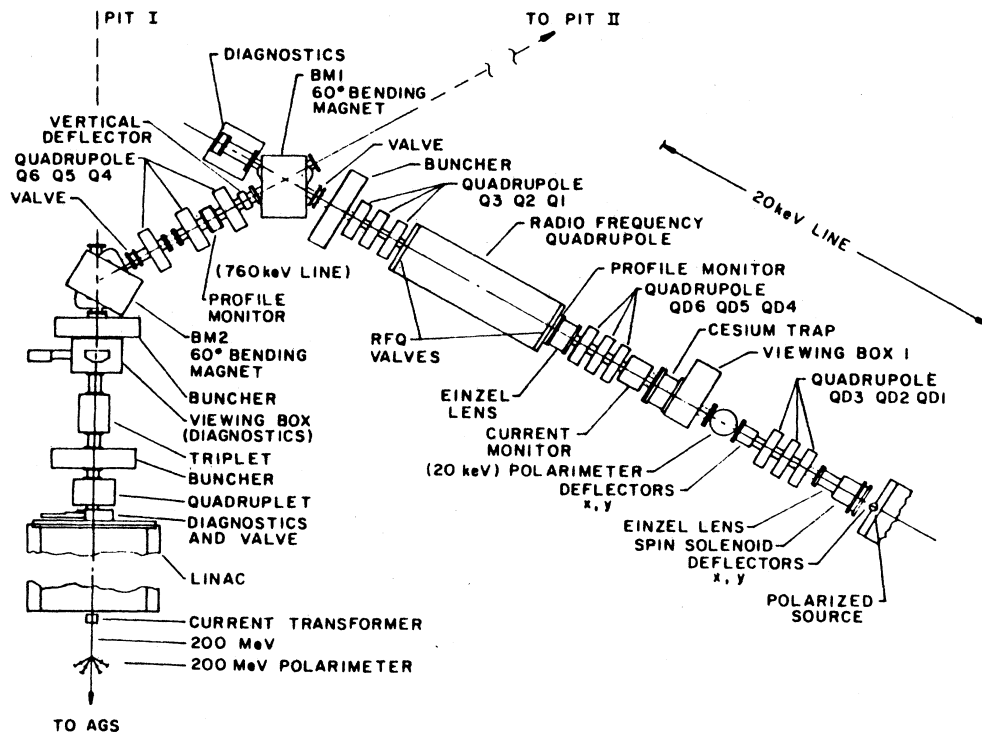 PIT I
TO PIT II
DIAGNOSTICS
BM1
60° BENDING
MAGNET
VERTICAL
DEFLECTOR
QUADRUPOLE
Q6 Q5 Q4
VALVE
VALVE
BUNCHER
QUADRUPOLE
Q3 Q2 Q1
RADIO FREQUENCY
QUADRUPOLE
20keV LINE
(760keV LINE)
PROFILE
MONITOR
PROFILE MONITOR
QUADRUPOLE
QD6 QD5 QD4
CESIUM TRAP
VIEWING BOX 1
QUADRUPOLE
QD3 QD2 QD1
RFQ
VALVES
BM2
60° BENDING
MAGNET
BUNCHER
VIEWING BOX
(DIAGNOSTICS)
TRIPLET
BUNCHER
QUADRUPLET
DIAGNOSTICS
AND VALVE
LINAC
CURRENT TRANSFORMER
200 MeV
200 MeV POLARIMETER
TO AGS
EINZEL
LENS
CURRENT
MONITOR
(20 keV) POLARIMETER
DEFLECTORS
x, y
EINZEL LENS
SPIN SOLENOID
DEFLECTORS
x, y
POLARIZED
SOURCE